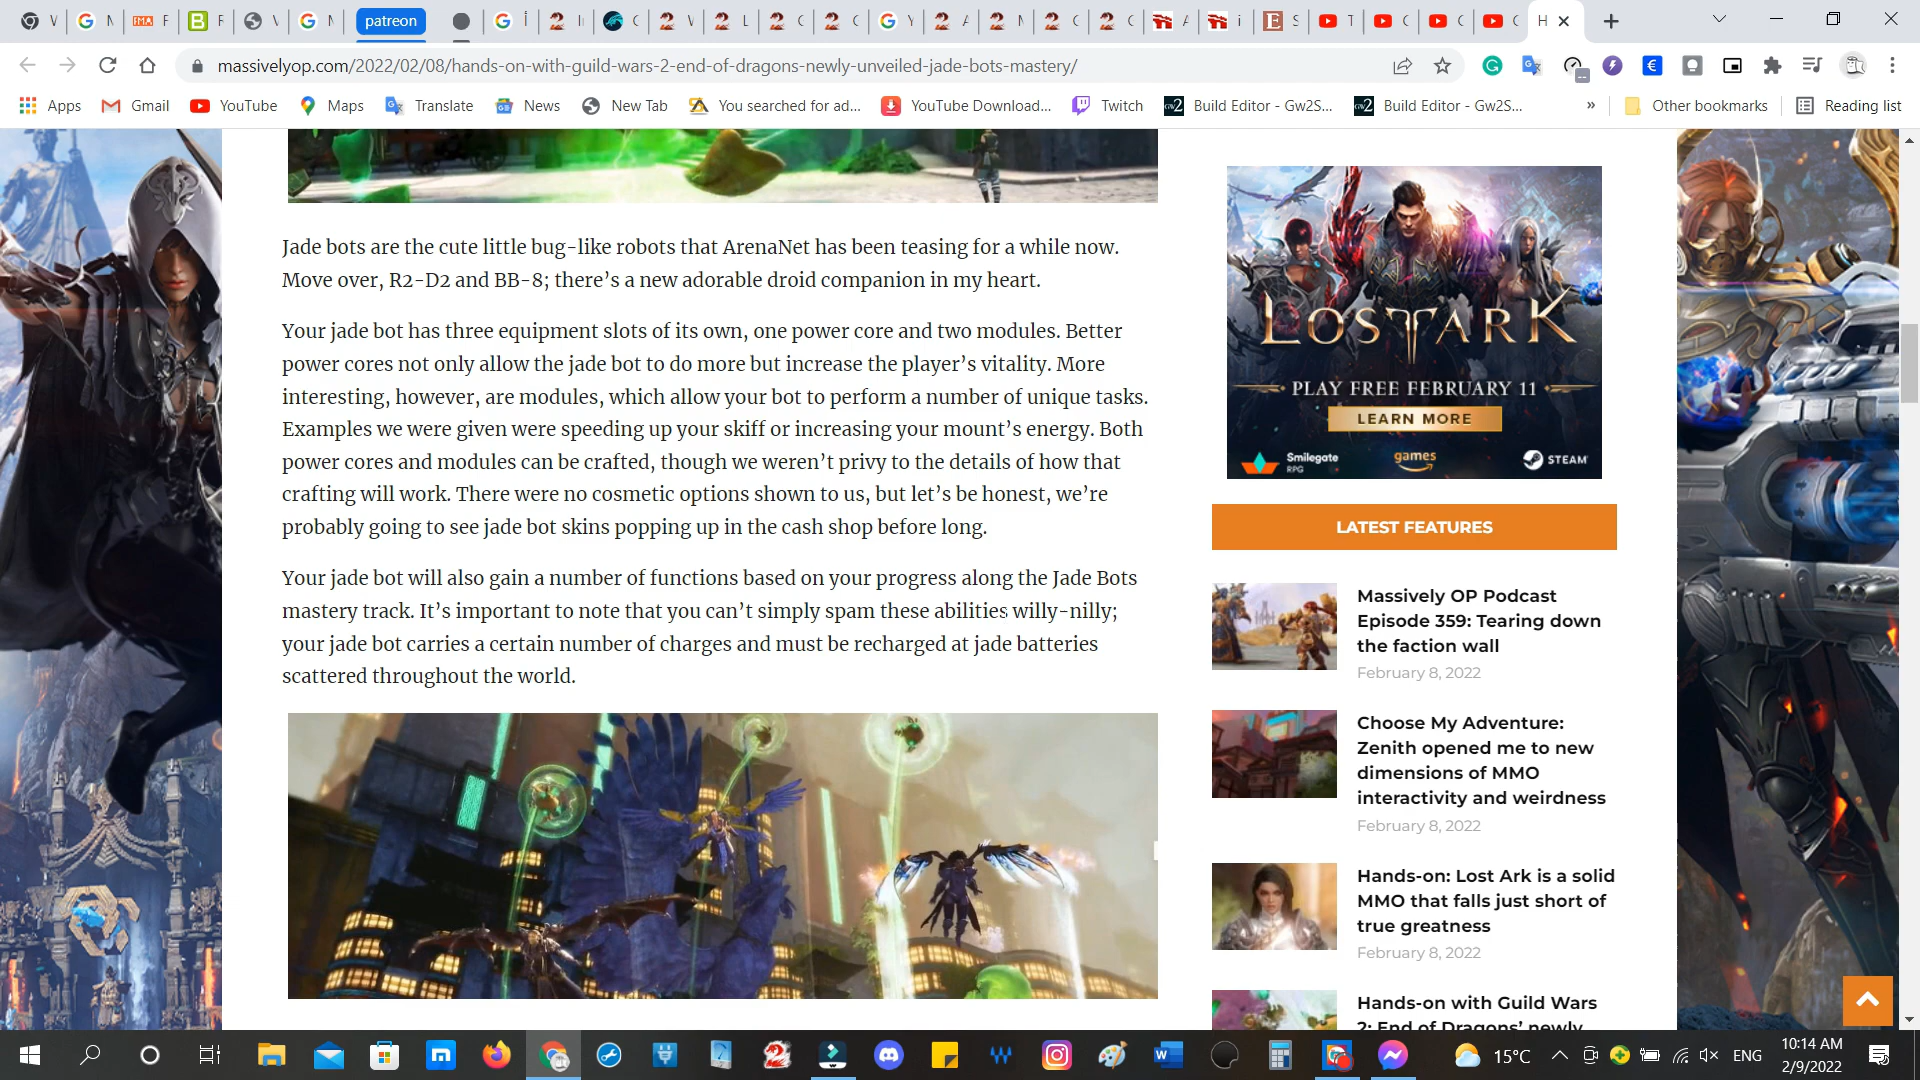 patreon
massivelyop.com/2022/02/08/hands-on-with-guild-wars-2-end-of-dragons-newly-unveiled-jade-bots-mastery/
Apps Gmail YouTube Maps Translate News New Tab You searched for ad... YouTube Download... Twitch Build Editor - Gw2S... Build Editor - Gw2S... » Other bookmarks Reading list
Jade bots are the cute little bug-like robots that ArenaNet has been teasing for a while now.
Move over, R2-D2 and BB-8; there’s a new adorable droid companion in my heart.
Your jade bot has three equipment slots of its own, one power core and two modules. Better
power cores not only allow the jade bot to do more but increase the player’s vitality. More
interesting, however, are modules, which allow your bot to perform a number of unique tasks.
Examples we were given were speeding up your skiff or increasing your mount’s energy. Both
power cores and modules can be crafted, though we weren’t privy to the details of how that
crafting will work. There were no cosmetic options shown to us, but let’s be honest, we’re
probably going to see jade bot skins popping up in the cash shop before long.
Your jade bot will also gain a number of functions based on your progress along the Jade Bots
mastery track. It’s important to note that you can’t simply spam these abilities willy-nilly;
your jade bot carries a certain number of charges and must be recharged at jade batteries
scattered throughout the world.
LOST ARK
PLAY FREE FEBRUARY 11
LEARN MORE
Smilegate RPG games STEAM
LATEST FEATURES
Massively OP Podcast
Episode 359: Tearing down
the faction wall
February 8, 2022
Choose My Adventure:
Zenith opened me to new
dimensions of MMO
interactivity and weirdness
February 8, 2022
Hands-on: Lost Ark is a solid
MMO that falls just short of
true greatness
February 8, 2022
Hands-on with Guild Wars
2: End of Dragons’ newly
15°C ENG 10:14 AM
2/9/2022